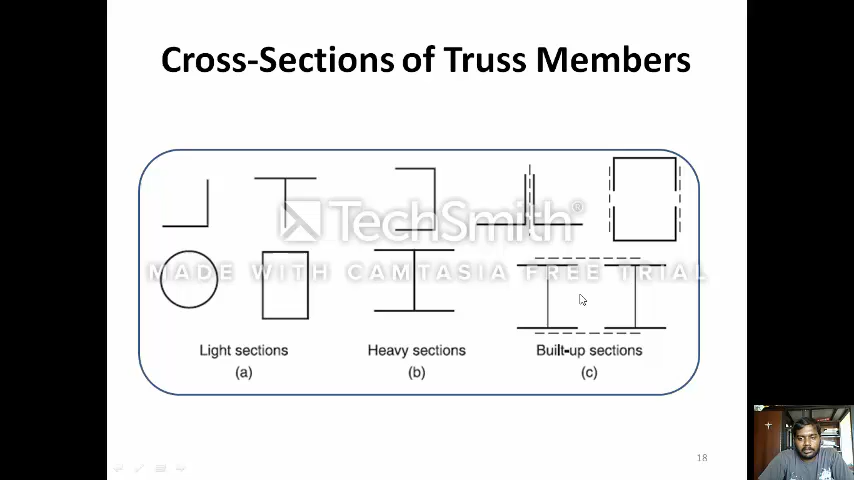 Cross-Sections of Truss Members
TechSmith®
MADE WITH CAMTASIA FREE TRIAL
Light sections
(a)
Heavy sections
(b)
Built-up sections
(c)
18